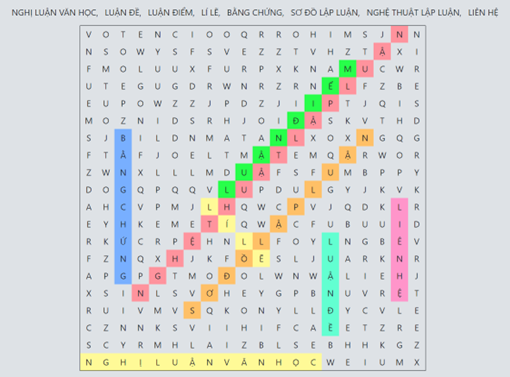 NGHỊ LUẬN VĂN HỌC, LUẬN ĐỀ, LUẬN ĐIỂM, LÍ LẼ, BẰNG CHỨNG, SƠ ĐỒ LẬP LUẬN, NGHỆ THUẬT LẬP LUẬN, LIÊN HỆ
V O T E N C I O O Q R R O H I M S J N N
N S O W Y S F S V E Z Z T V H Z T Ậ X I
F M O L U U X F U R P X K N A M U C W R
U T E G U G D R W N R Z R N Ể L F Z B E
E U P O W Z Z J P D Z J I I P T J Q I S
M O Z N I D S R H J O I Đ Ậ S K V T H D
S J B I L D N M A T A N L X O X N G Q G
F T Ằ F J O E L T M Ậ T E M Q Ậ R W O R
Z W N X L L L M D U Ậ F S F U M B P P Y
D O G Q P Q Q V L U P D U L G Y J K V K
A H C V P M J L H Q W C P V J Q D K L P
E Y H K E M E T Í Q W Ậ C F U B U U I D
R K Ứ C R P Ệ H N L L F O Y L N G B Ê V
F Z N Q X H J K F Ồ Ẽ S L J U A R K N F
A P G P G T M O Đ O L W N W Ậ L I E H J
X S I N L S V Ơ H E Y G P B N U V R Ệ T
R U I V M V S Q K O N Y L L Đ Y C V L E
C Z N N K S V I I H I F C A Ề E T Z R E
S C Y R M H L A I Z B L S E B H H K G Z
N G H Ị L U Ậ N V Ă N H Ọ C W E I U M X